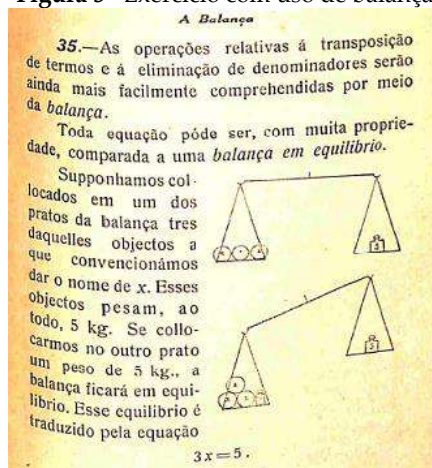 Figura 3 - Exercício com uso de balança
A Balança
35.—As operações relativas á transposição
de termos e á eliminação de denominadores serão
ainda mais facilmente comprehendidas por meio
da balança.
Toda equação póde ser, com muita proprie-
dade, comparada a uma balança em equilibrio.
Supponhamos col-
locados em um dos
pratos da balança tres
daquelles objectos a
que convencionámos
dar o nome de x. Esses
objectos pesam, ao
todo, 5 kg. Se collo-
carmos no outro prato
um peso de 5 kg., a
balança ficará em equi-
librio. Esse equilibrio é
traduzido pela equação
3x=5.
5
5